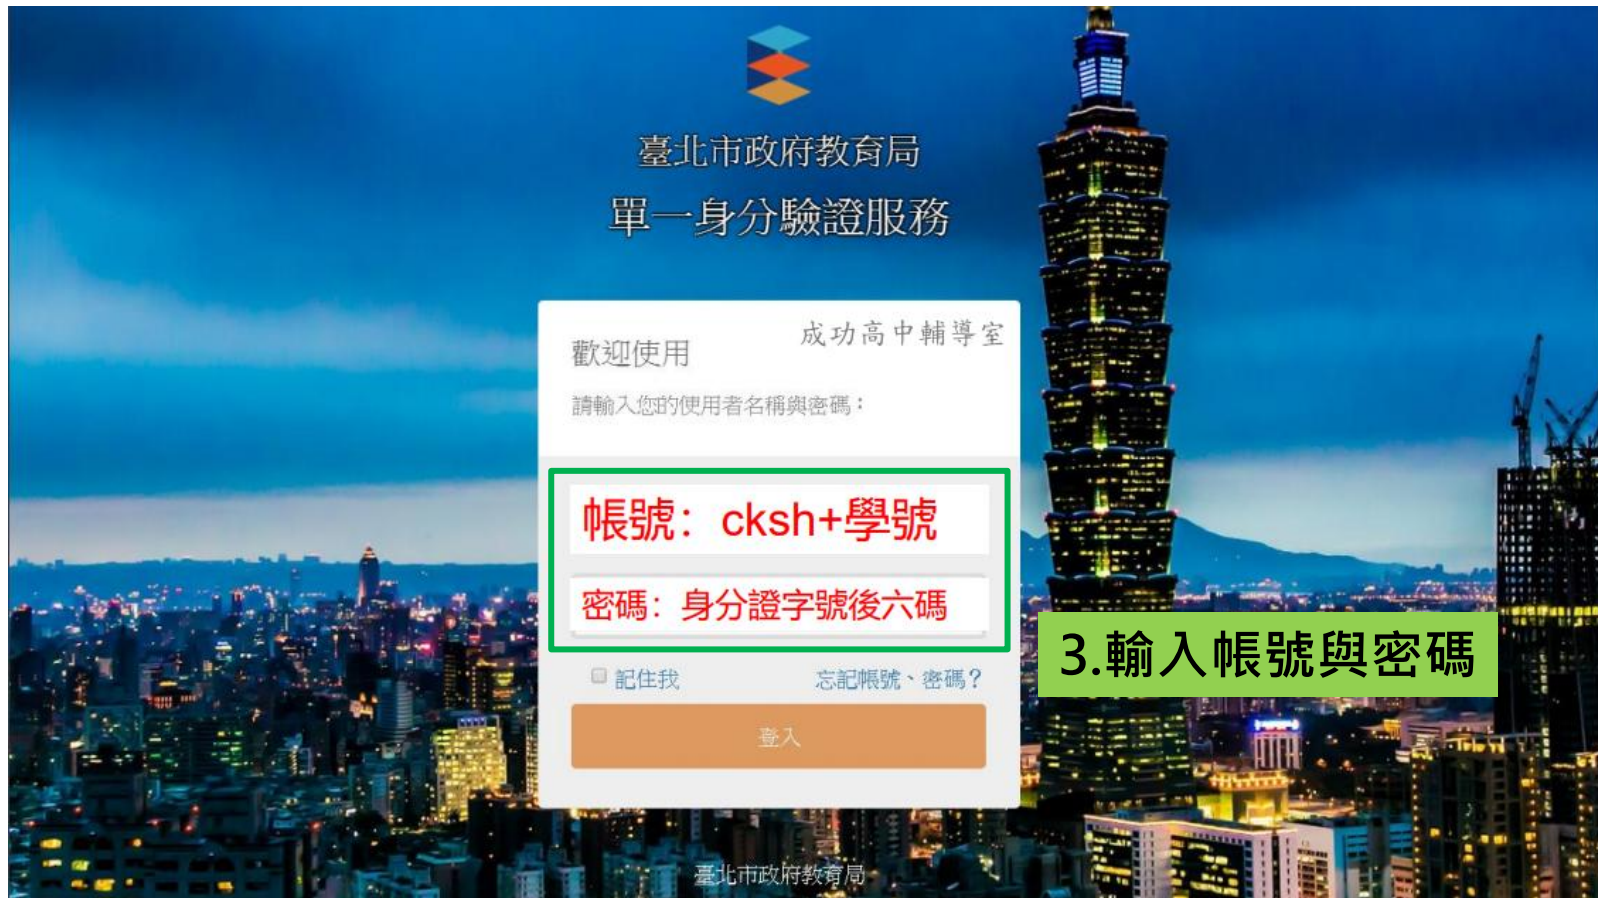 臺北市政府教育局
單一身分驗證服務
成功高中輔導室
歡迎使用
請輸入您的使用者名稱與密碼：
帳號：cksh+學號
密碼：身分證字號後六碼
3.輸入帳號與密碼
記住我
忘記帳號、密碼？
登入
臺北市政府教育局